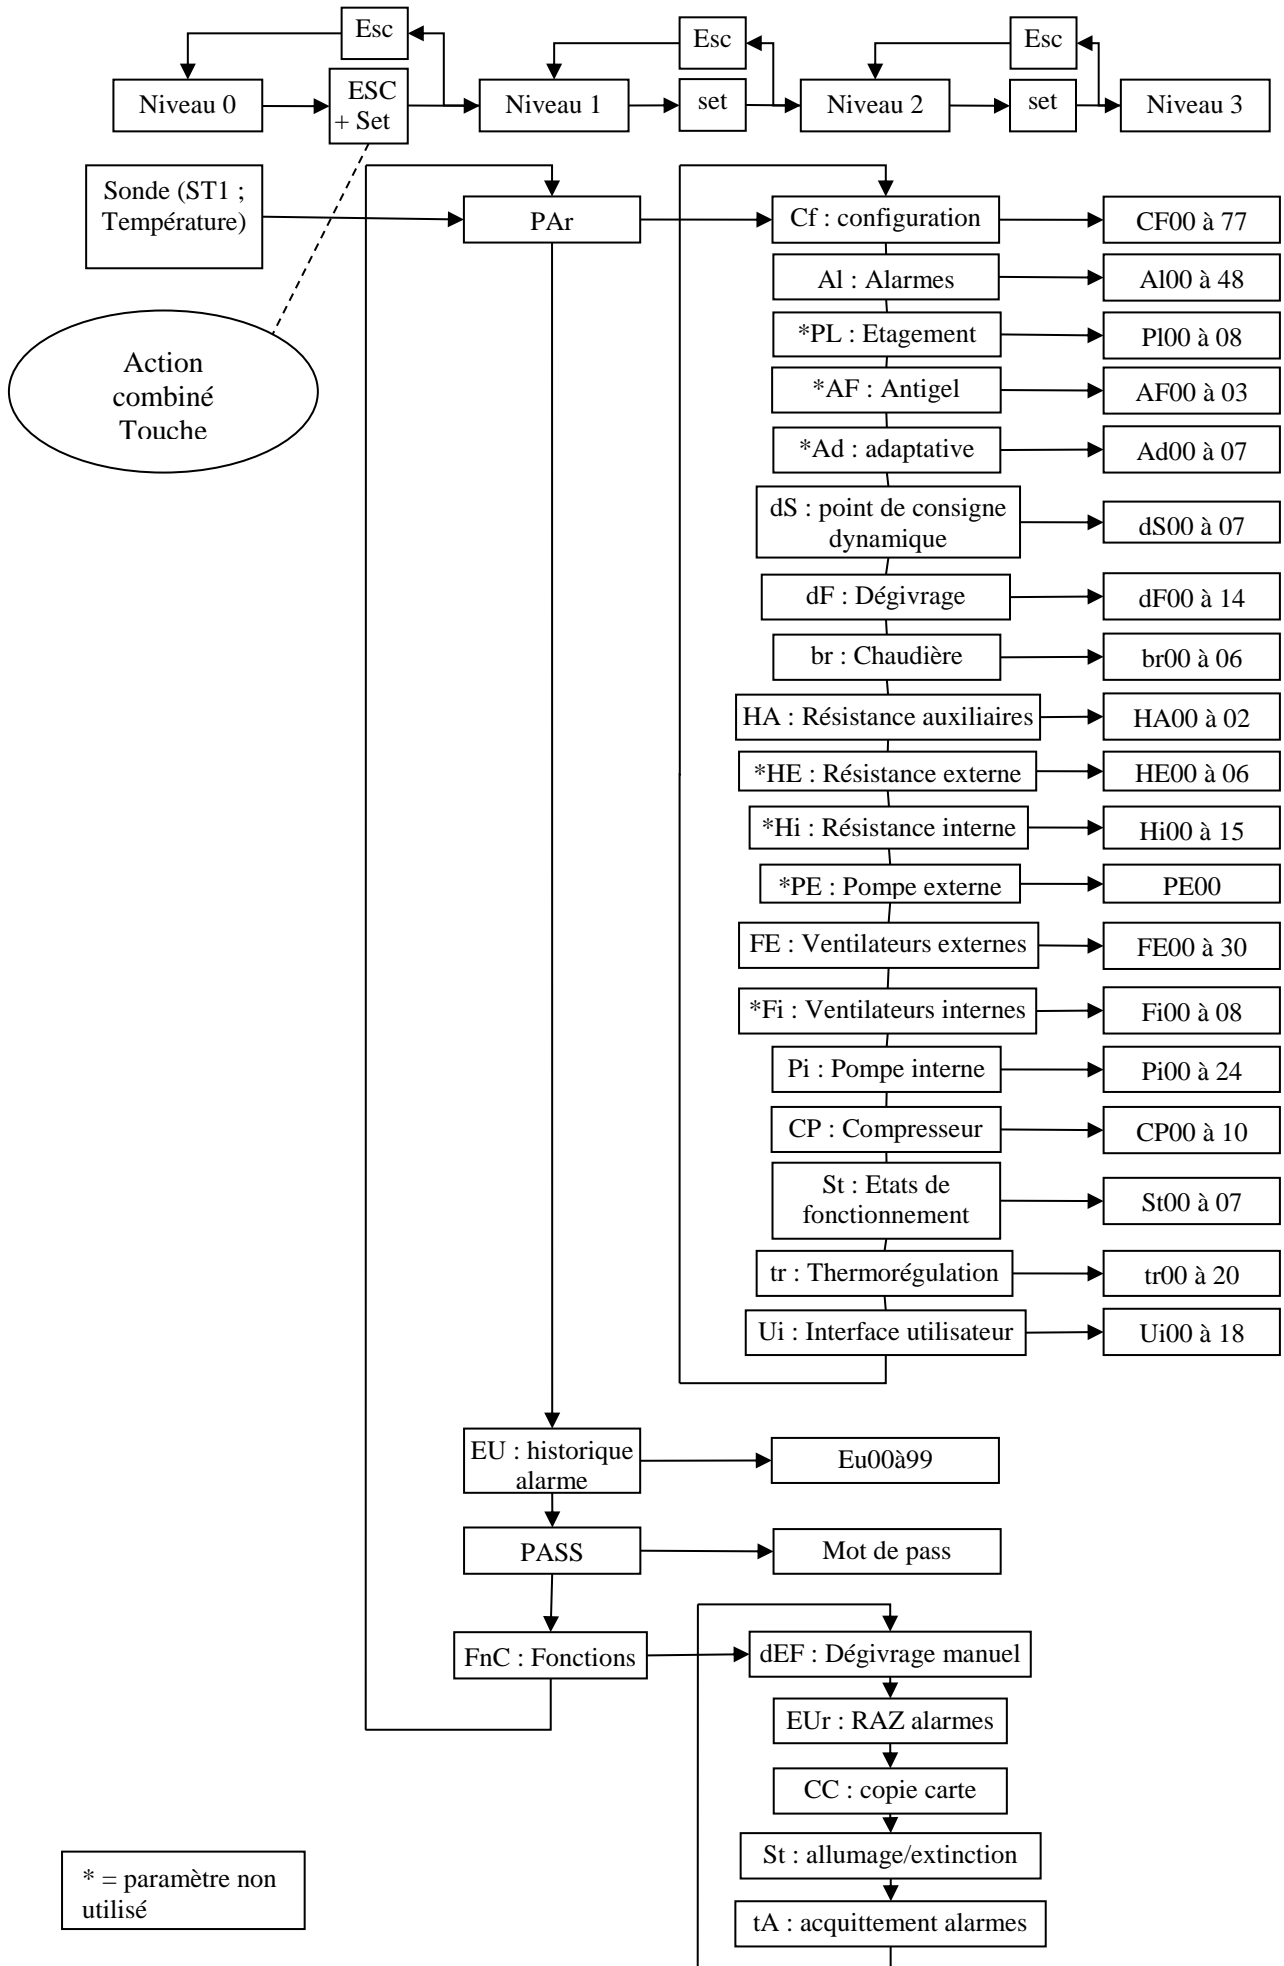 Esc
Esc
Esc
Niveau 0
ESC
+ Set
Niveau 1
set
Niveau 2
set
Niveau 3
Sonde (ST1 ;
Température)
PAr
Cf : configuration
CF00 à 77
Al : Alarmes
Al00 à 48
*PL : Etagement
Pl00 à 08
Action
combiné
Touche
*AF : Antigel
AF00 à 03
*Ad : adaptative
Ad00 à 07
dS : point de consigne
dynamique
dS00 à 07
dF : Dégivrage
dF00 à 14
br : Chaudière
br00 à 06
HA : Résistance auxiliaires
HA00 à 02
*HE : Résistance externe
HE00 à 06
*Hi : Résistance interne
Hi00 à 15
*PE : Pompe externe
PE00
FE : Ventilateurs externes
FE00 à 30
*Fi : Ventilateurs internes
Fi00 à 08
Pi : Pompe interne
Pi00 à 24
CP : Compresseur
CP00 à 10
St : Etats de
fonctionnement
St00 à 07
tr : Thermorégulation
tr00 à 20
Ui : Interface utilisateur
Ui00 à 18
EU : historique
alarme
Eu00à99
PASS
Mot de pass
FnC : Fonctions
dEF : Dégivrage manuel
EUr : RAZ alarmes
CC : copie carte
St : allumage/extinction
tA : acquittement alarmes
* = paramètre non
utilisé